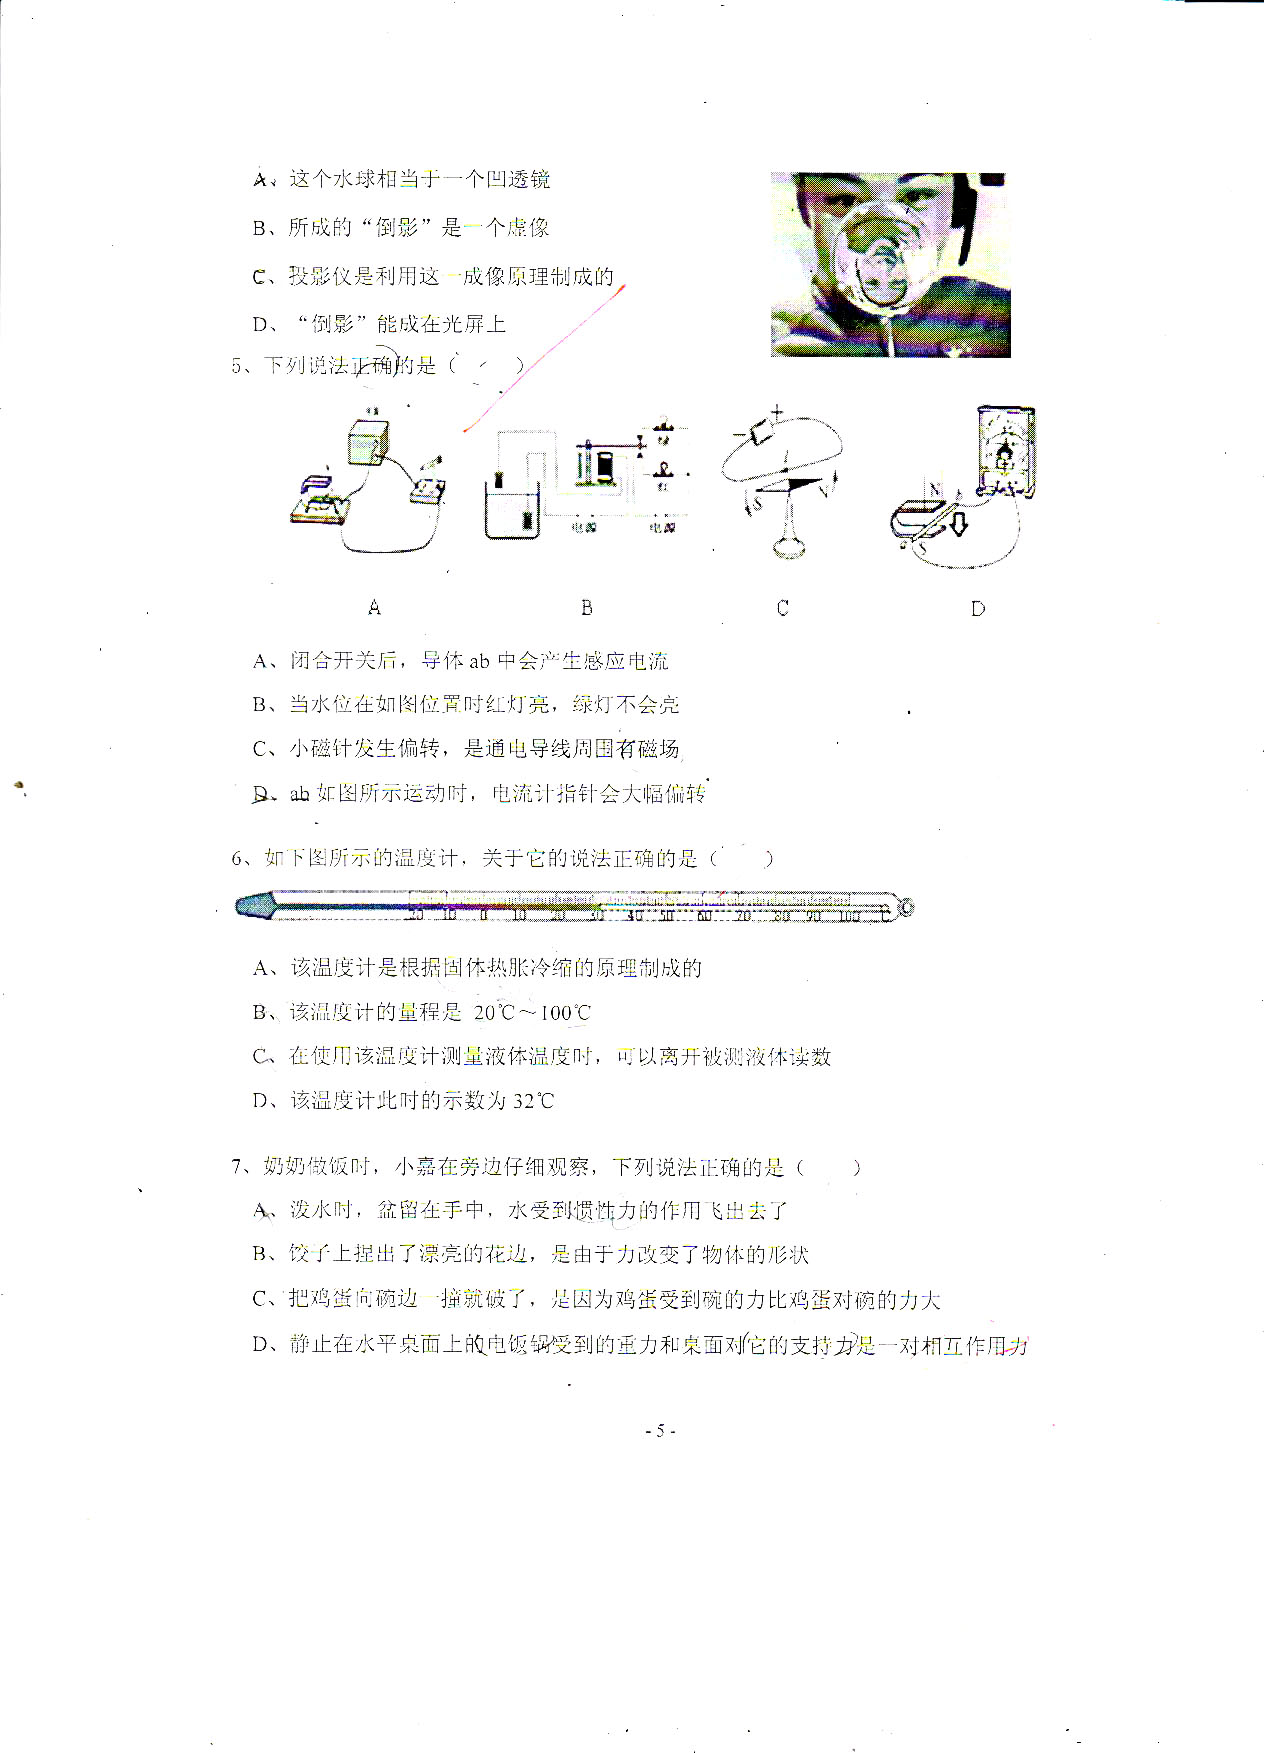 A、这个水球相当于一个凹透镜
B、所成的“倒影”是一个虚像
C、投影仪是利用这一成像原理制成的
D、“倒影”能成在光屏上
5、下列说法正确的是（ ）
电源 电源
S N
N b
a S
A B C D
A、闭合开关后，导体 ab 中会产生感应电流
B、当水位在如图位置时红灯亮，绿灯不会亮
C、小磁针发生偏转，是通电导线周围有磁场
D、ab 如图所示运动时，电流计指针会大幅偏转
6、如下图所示的温度计，关于它的说法正确的是（ ）
20 10 0 10 20 30 40 50 60 70 80 90 100 ℃
A、该温度计是根据固体热胀冷缩的原理制成的
B、该温度计的量程是 20℃～100℃
C、在使用该温度计测量液体温度时，可以离开被测液体读数
D、该温度计此时的示数为 32℃
7、奶奶做饭时，小嘉在旁边仔细观察，下列说法正确的是（ ）
A、泼水时，盆留在手中，水受到惯性力的作用飞出去了
B、饺子上捏出了漂亮的花边，是由于力改变了物体的形状
C、把鸡蛋向碗边一撞就破了，是因为鸡蛋受到碗的力比鸡蛋对碗的力大
D、静止在水平桌面上的电饭锅受到的重力和桌面对它的支持力是一对相互作用力
- 5 -